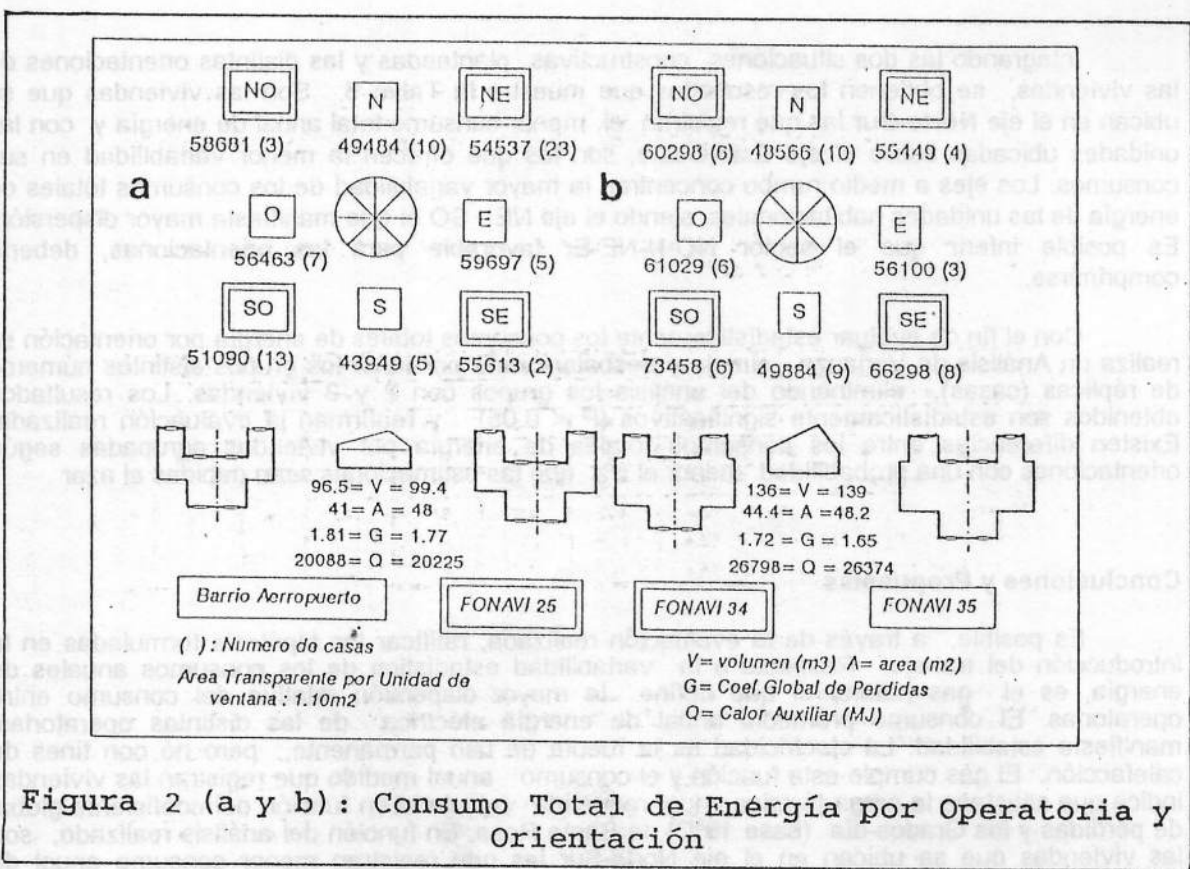 NO N NE NO N NE
58681 (3) 49484 (10) 54537 (23) 60298 (6) 48566 (10) 55449 (4)
a b
O E O E
56463 (7) 59697 (5) 61029 (6) 56100 (3)
SO S SE SO S SE
51090 (13) 43949 (5) (2) 73458 (6) 49884 (9) 66298 (8)
96.5= V = 99.4 136= V = 139
41= A = 48 44.4= A =48.2
1.81= G = 1.77 1.72= G = 1.65
20088= Q = 20225 26798= Q = 26374
Barrio Aerropuerto FONAVI 25 FONAVI 34 FONAVI 35
( ) : Numero de casas
Area Transparente por Unidad de
ventana : 1.10m2
V= volumen (m3) A= area (m2)
G= Coef. Global de Perdidas
Q= Calor Auxiliar (MJ)
Figura 2 a y b: Consumo Total de Energía por Operatoria y
Orientación